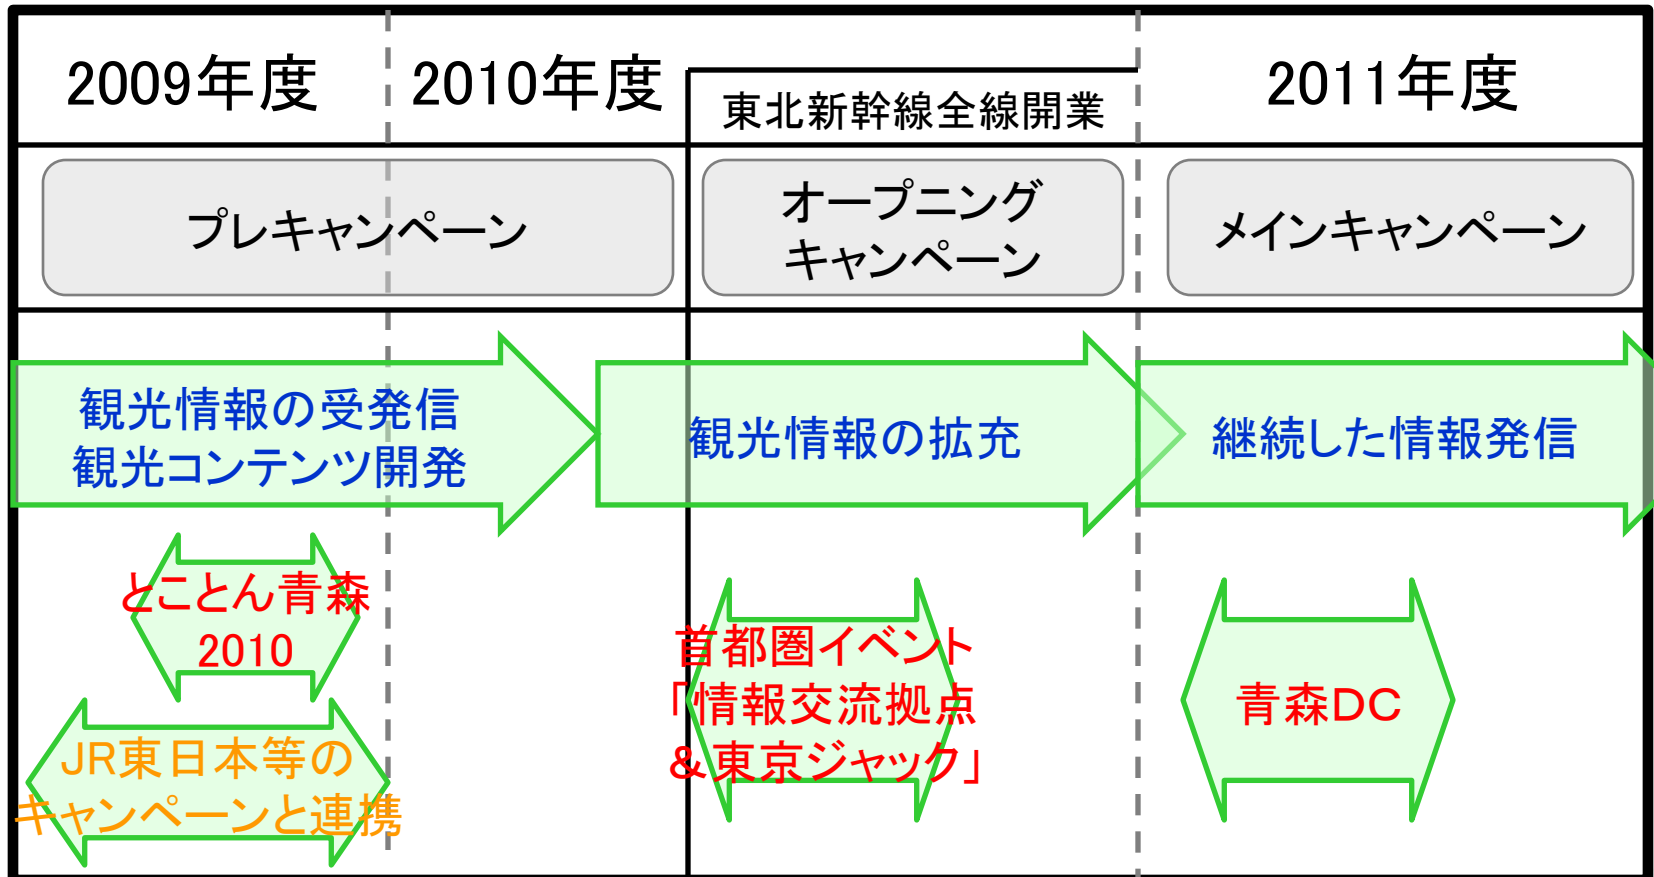 2009年度
2010年度
東北新幹線全線開業
2011年度
プレキャンペーン
オープニング
キャンペーン
メインキャンペーン
観光情報の受発信
観光コンテンツ開発
観光情報の拡充
継続した情報発信
とことん青森
2010
JR東日本等の
キャンペーンと連携
首都圏イベント
「情報交流拠点
&東京ジャック」
青森DC